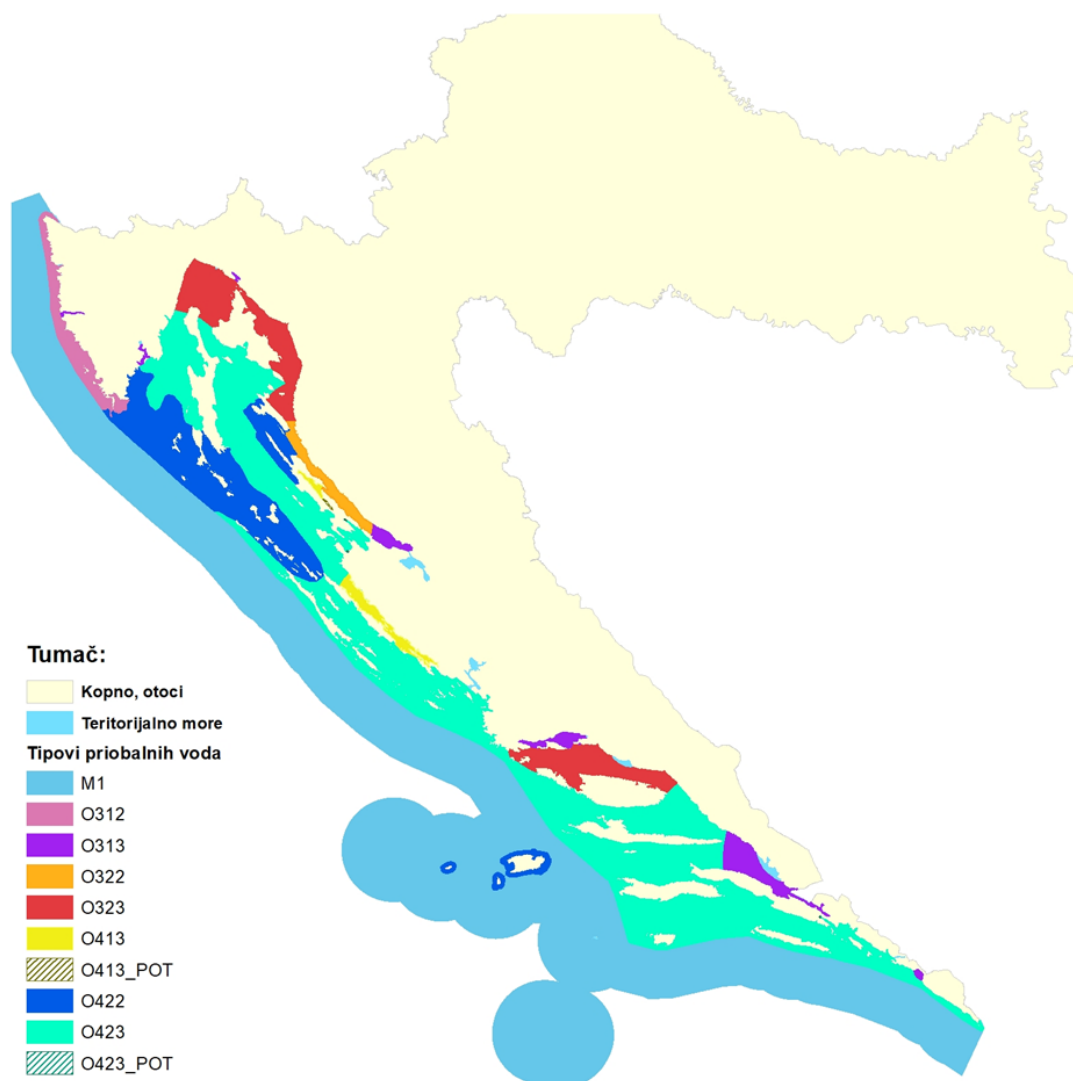 Tumač:
Kopno, otoci
Teritorijalno more
Tipovi priobalnih voda
M1
O312
O313
O322
O323
O413
O413_POT
O422
O423
O423_POT